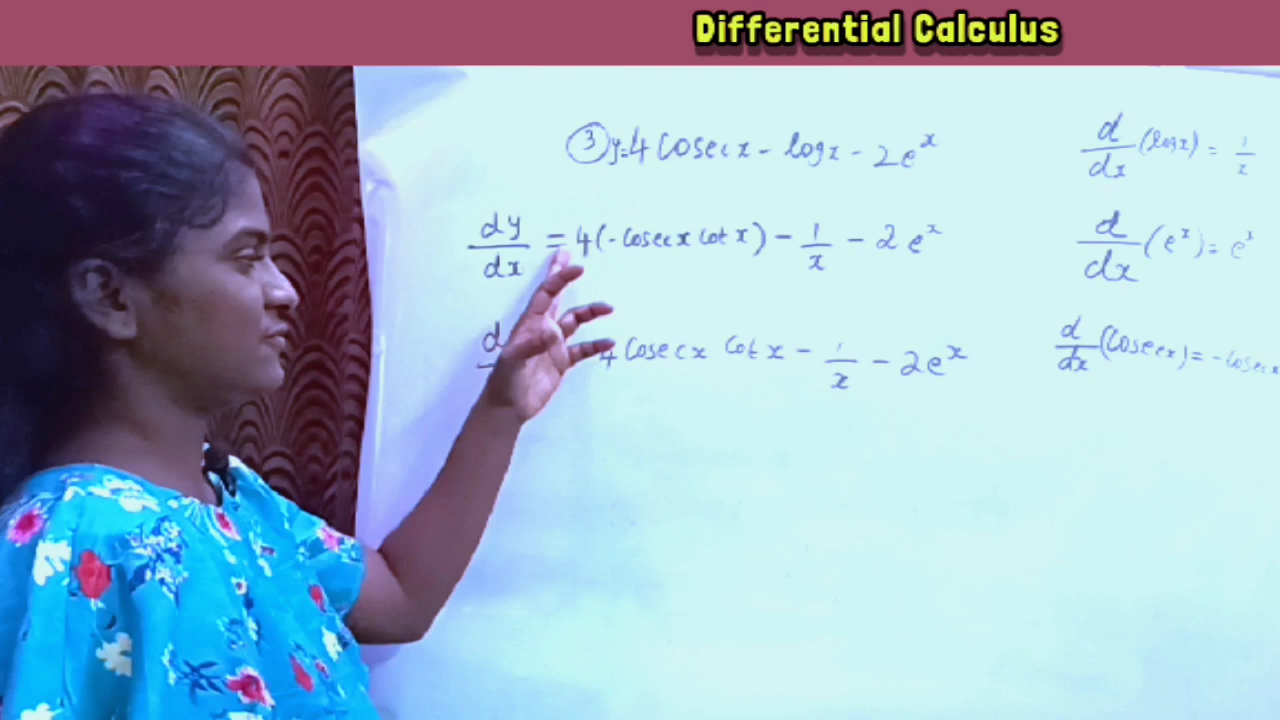 Differential Calculus
③ y=4 Cosec x - log x - 2e^x
d/dx (log x) = 1/x
dy/dx = 4(-Cosec x Cot x) - 1/x - 2e^x
d/dx (e^x) = e^x
d 4 Cosec x Cot x - 1/x - 2e^x
d/dx (Cosec x) = -Cosec x